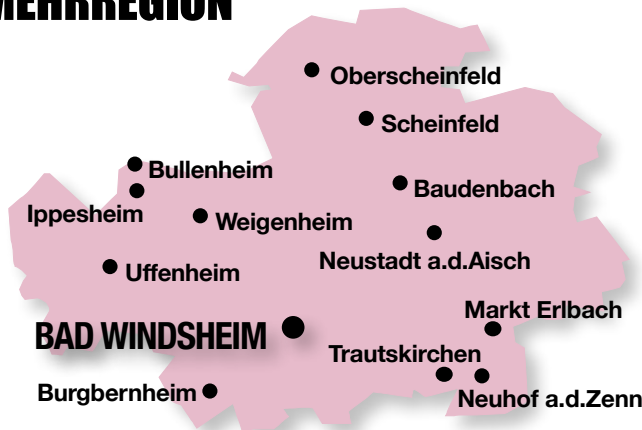 MEHRREGION
Oberscheinfeld
Scheinfeld
Bullenheim
Baudenbach
Ippesheim
Weigenheim
Neustadt a.d.Aisch
Uffenheim
Markt Erlbach
BAD WINDSHEIM
Trautskirchen
Burgbernheim
Neuhof a.d.Zenn